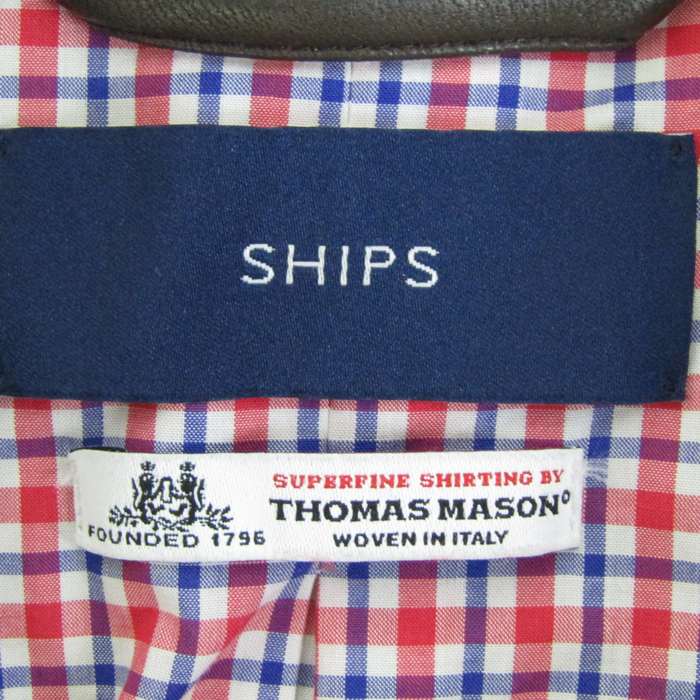 SHIPS
SUPERFINE SHIRTING BY
THOMAS MASON®
WOVEN IN ITALY
FOUNDED 1796